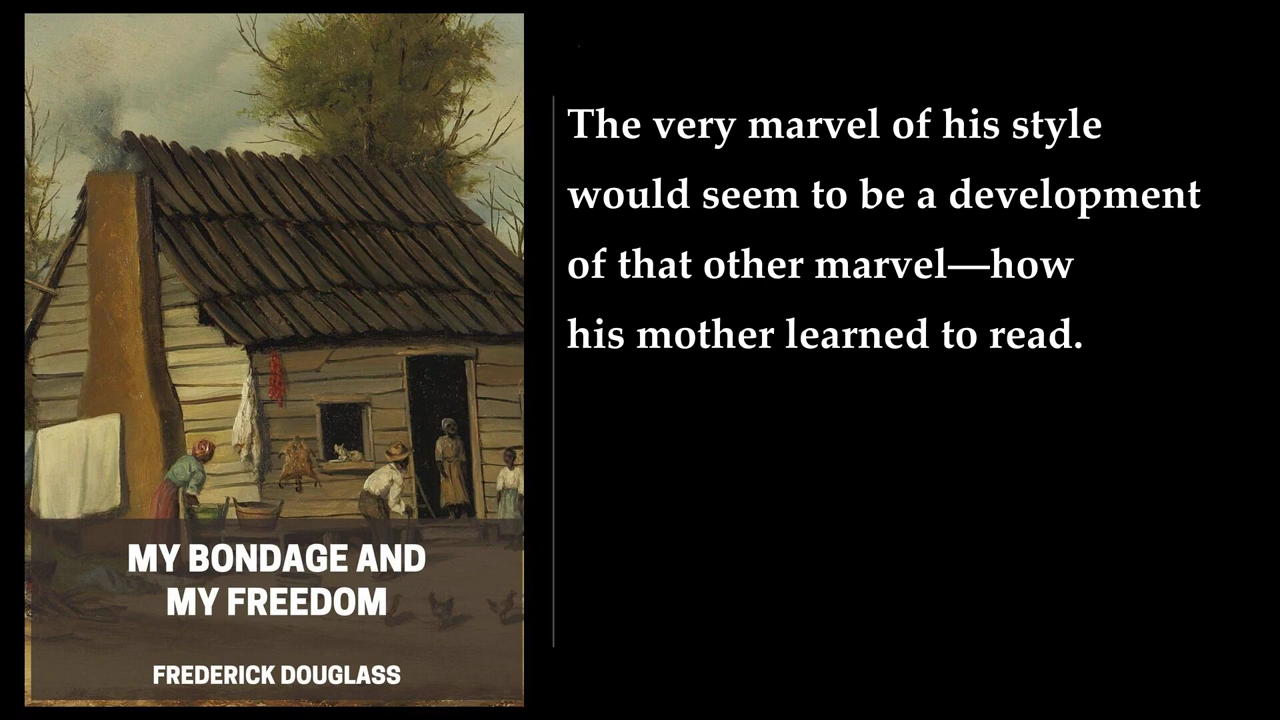 MY BONDAGE AND
MY FREEDOM
FREDERICK DOUGLASS
The very marvel of his style
would seem to be a development
of that other marvel—how
his mother learned to read.